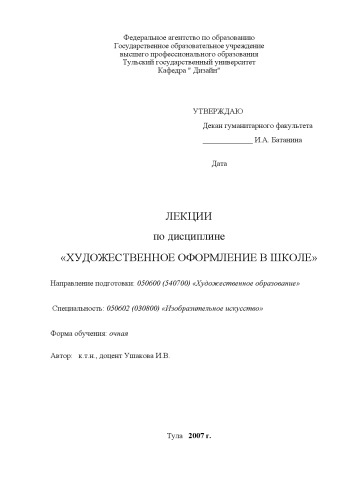 Федеральное агентство по образованию
Государственное образовательное учреждение
высшего профессионального образования
Тульский государственный университет
Кафедра " Дизайн"
УТВЕРЖДАЮ
Декан гуманитарного факультета
_____________ И.А. Батанина
Дата
ЛЕКЦИИ
по дисциплине
«ХУДОЖЕСТВЕННОЕ ОФОРМЛЕНИЕ В ШКОЛЕ»
Направление подготовки: 050600 (540700) «Художественное образование»
Специальность: 050602 (030800) «Изобразительное искусство»
Форма обучения: очная
Автор: к.т.н., доцент Ушакова И.В.
Тула 2007 г.